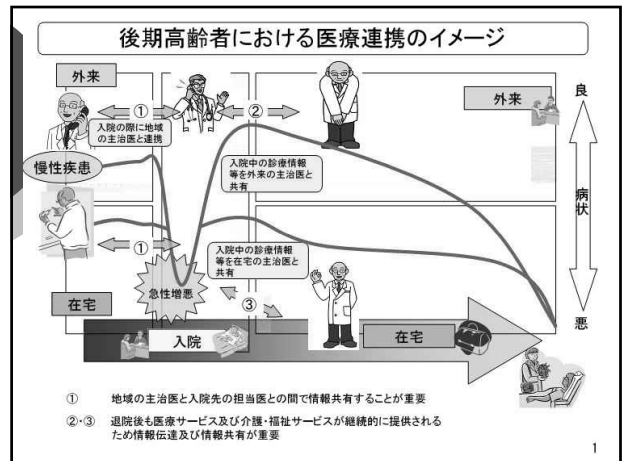 後期高齢者における医療連携のイメージ
外来
①
②
外来
良
入院の際に地域
の主治医と連携
慢性疾患
入院中の診療情報
等を外来の主治医と
共有
病状
①
入院中の診療情報
等を在宅の主治医と
共有
急性増悪
③
在宅
入院
在宅
悪
① 地域の主治医と入院先の担当医との間で情報共有することが重要
②・③ 退院後も医療サービス及び介護・福祉サービスが継続的に提供される
ため情報伝達及び情報共有が重要
1